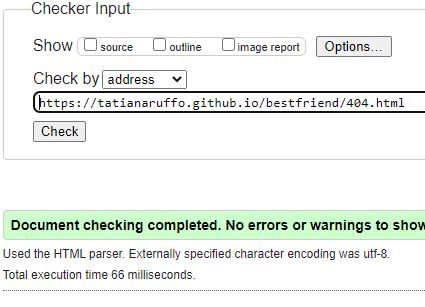 Checker Input
Show source outline image report Options...
Check by address
https://tatianaruffo.github.io/bestfriend/404.html
Check
Document checking completed. No errors or warnings to show
Used the HTML parser. Externally specified character encoding was utf-8.
Total execution time 66 milliseconds.